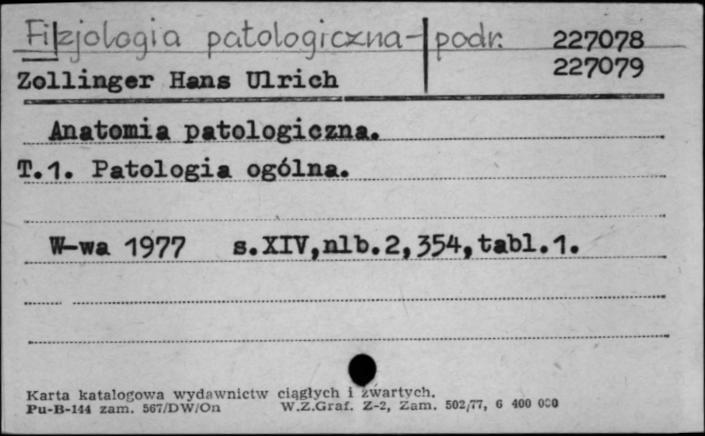 Fizjologia patologiczna - podr. 227078
Zollinger Hans Ulrich 227079
Anatomia patologiczna.
T.1. Patologia ogólna.
W-wa 1977 s.XIV,nlb.2,354,tabl.1.
Karta katalogowa wydawnictw ciągłych i zwartych.
Pu-B-144 zam. 567/DW/On W.Z.Graf. Z-2, Zam. 502/77, 6 400 000